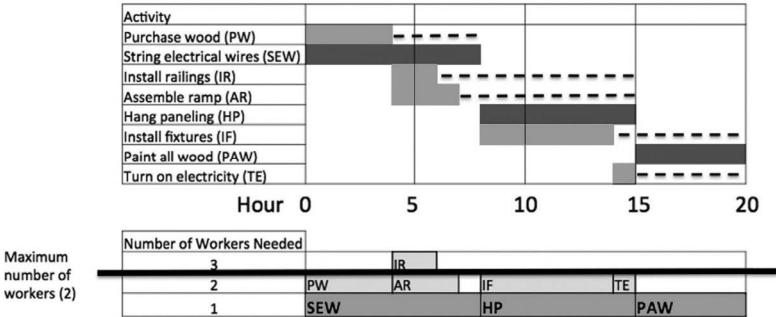 Activity
Purchase wood (PW)
String electrical wires (SEW)
Install railings (IR)
Assemble ramp (AR)
Hang paneling (HP)
Install fixtures (IF)
Paint all wood (PAW)
Turn on electricity (TE)
Hour 0 5 10 15 20
Number of Workers Needed
Maximum number of workers (2)
3 IR
2 PW AR IF TE
1 SEW HP PAW